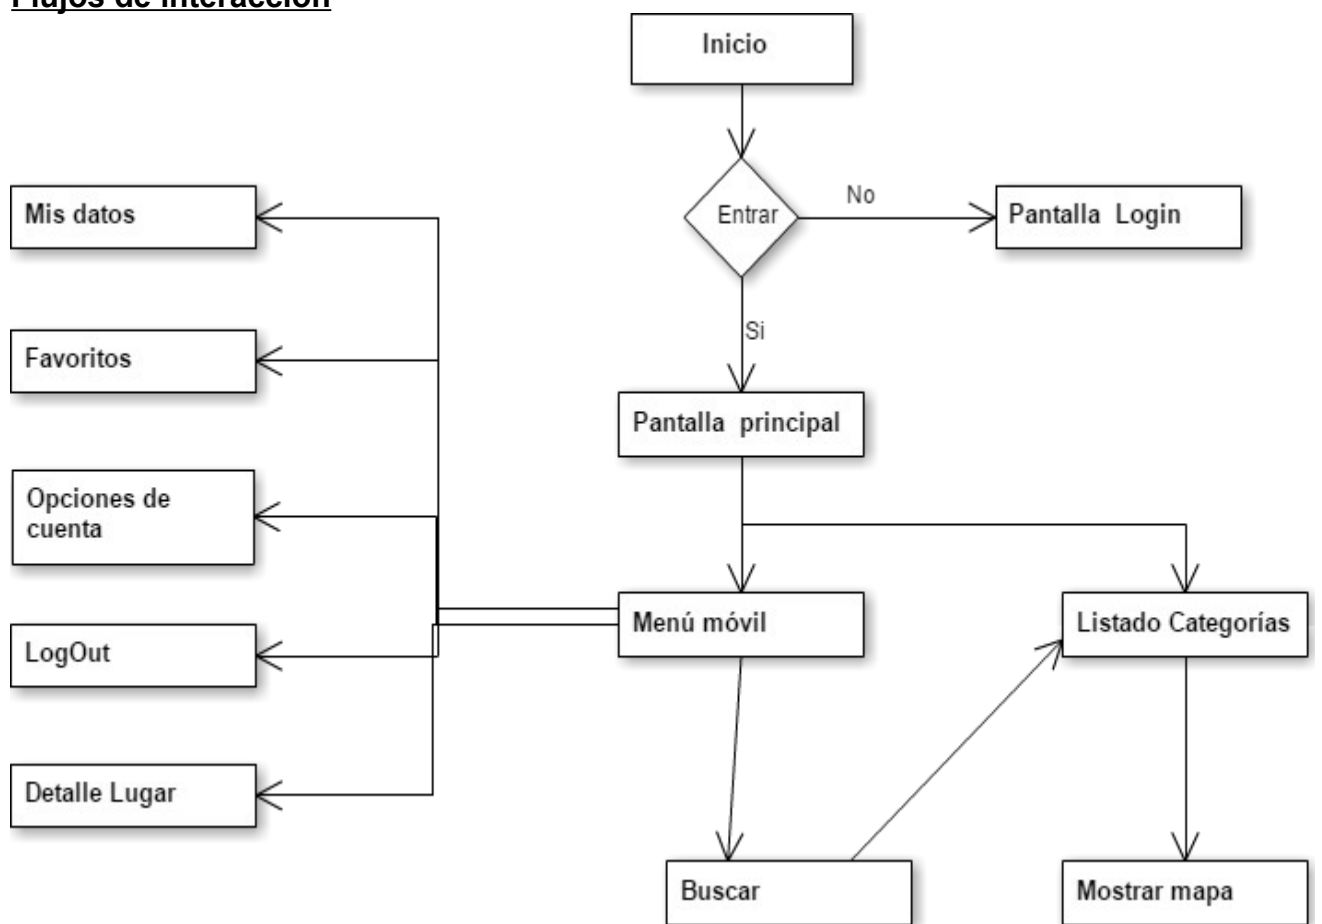 Flujos de interacción
Inicio
Entrar
No
Pantalla Login
Si
Pantalla principal
Mis datos
Favoritos
Opciones de
cuenta
LogOut
Detalle Lugar
Menú móvil
Listado Categorías
Buscar
Mostrar mapa